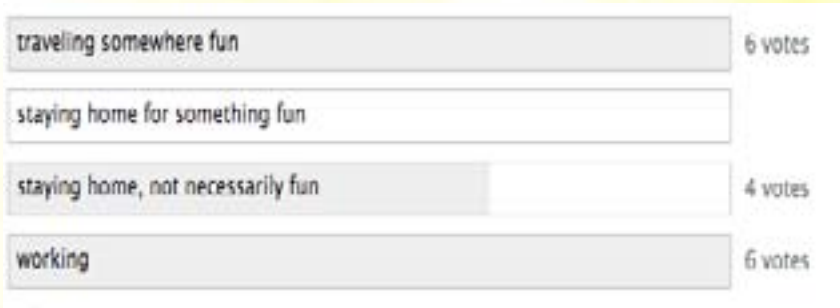 traveling somewhere fun 6 votes
staying home for something fun
staying home, not necessarily fun 4 votes
working 6 votes